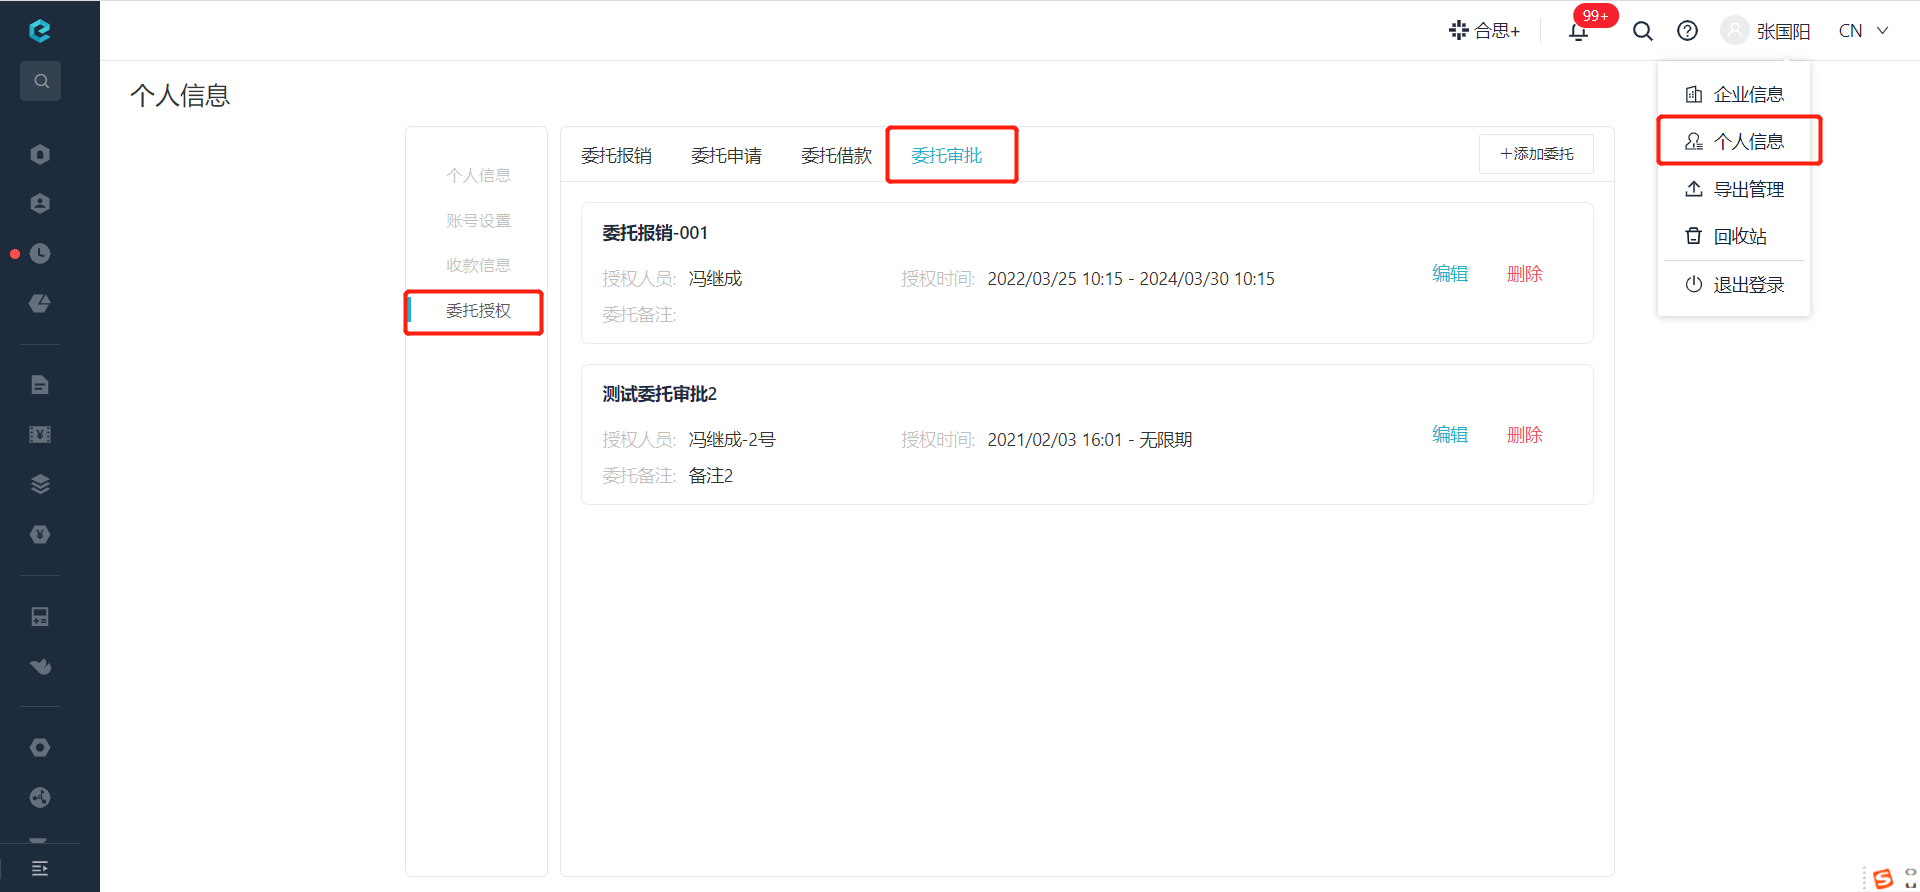 合思+
99+
张国阳
CN
企业信息
个人信息
导出管理
回收站
退出登录
个人信息
个人信息
账号设置
收款信息
委托授权
委托报销
委托申请
委托借款
委托审批
+添加委托
委托报销-001
授权人员: 冯继成
授权时间: 2022/03/25 10:15 - 2024/03/30 10:15
编辑
删除
委托备注:
测试委托审批2
授权人员: 冯继成-2号
授权时间: 2021/02/03 16:01 - 无限期
编辑
删除
委托备注: 备注2